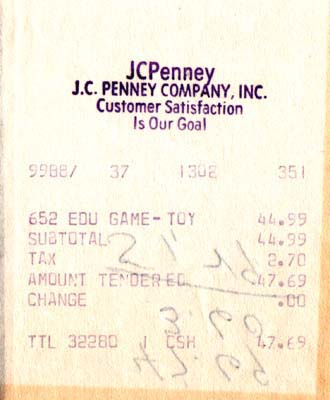 JCPenney
J.C. PENNEY COMPANY, INC.
Customer Satisfaction
Is Our Goal
9988/ 37 1302 351
652 EDU GAME-TOY 44.99
SUBTOTAL 44.99
TAX 2.70
AMOUNT TENDERED 47.69
CHANGE .00
TTL 32280 1 CSH 47.69